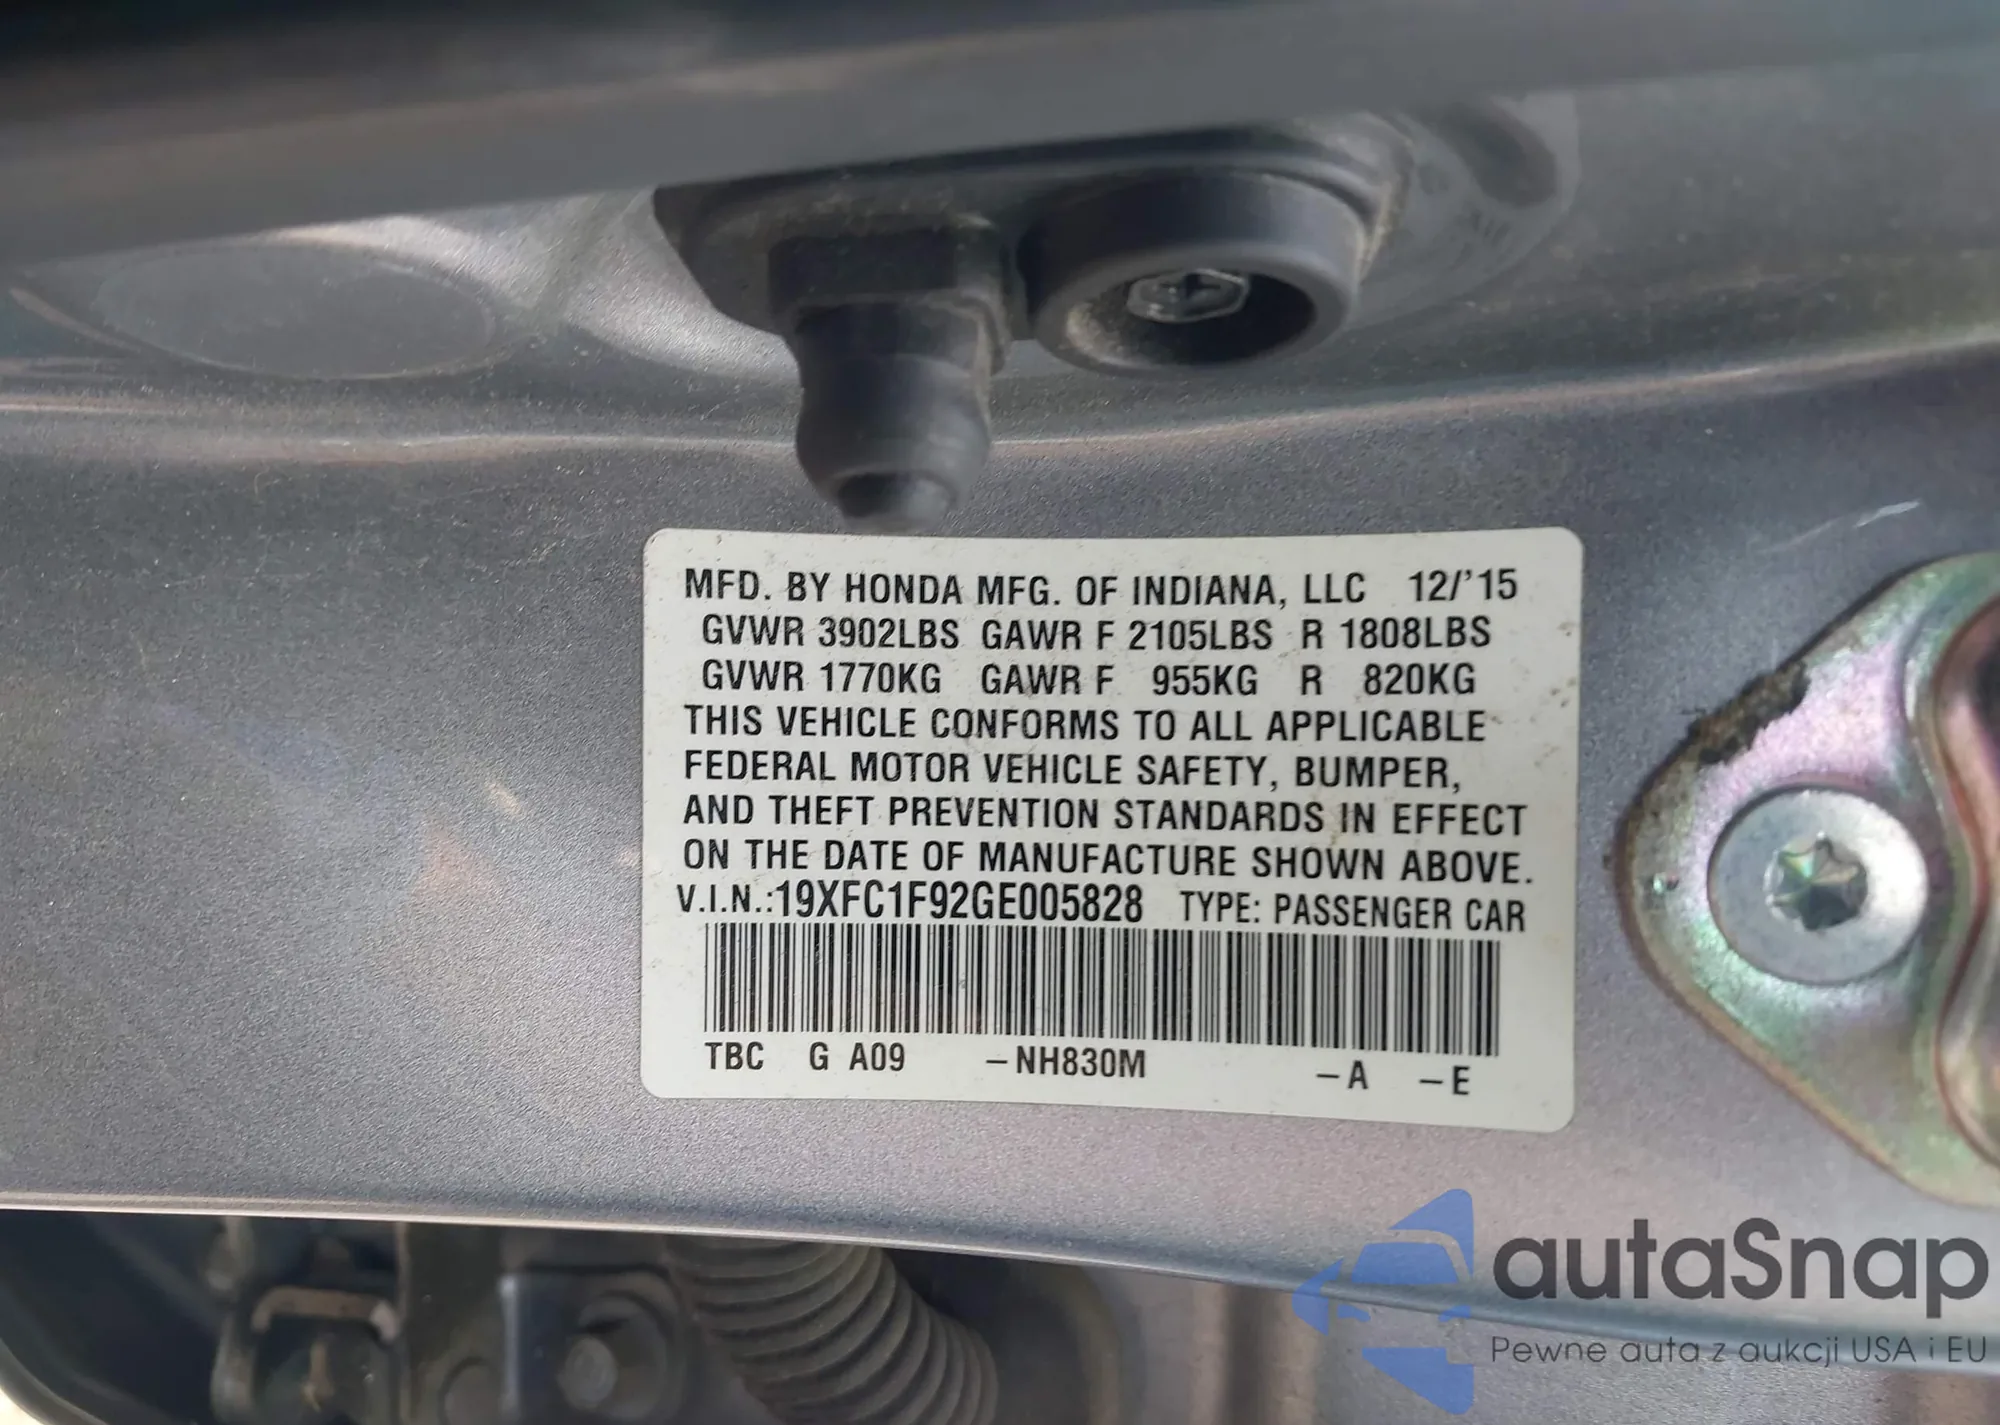 MFD. BY HONDA MFG. OF INDIANA, LLC 12/'15
GVWR 3902LBS GAWR F 2105LBS R 1808LBS
GVWR 1770KG GAWR F 955KG R 820KG
THIS VEHICLE CONFORMS TO ALL APPLICABLE
FEDERAL MOTOR VEHICLE SAFETY, BUMPER,
AND THEFT PREVENTION STANDARDS IN EFFECT
ON THE DATE OF MANUFACTURE SHOWN ABOVE.
V.I.N.:19XFC1F92GE005828 TYPE: PASSENGER CAR
TBC G A09 –NH830M –A –E
autaSnap
Pewne auta z aukcji USA i EU